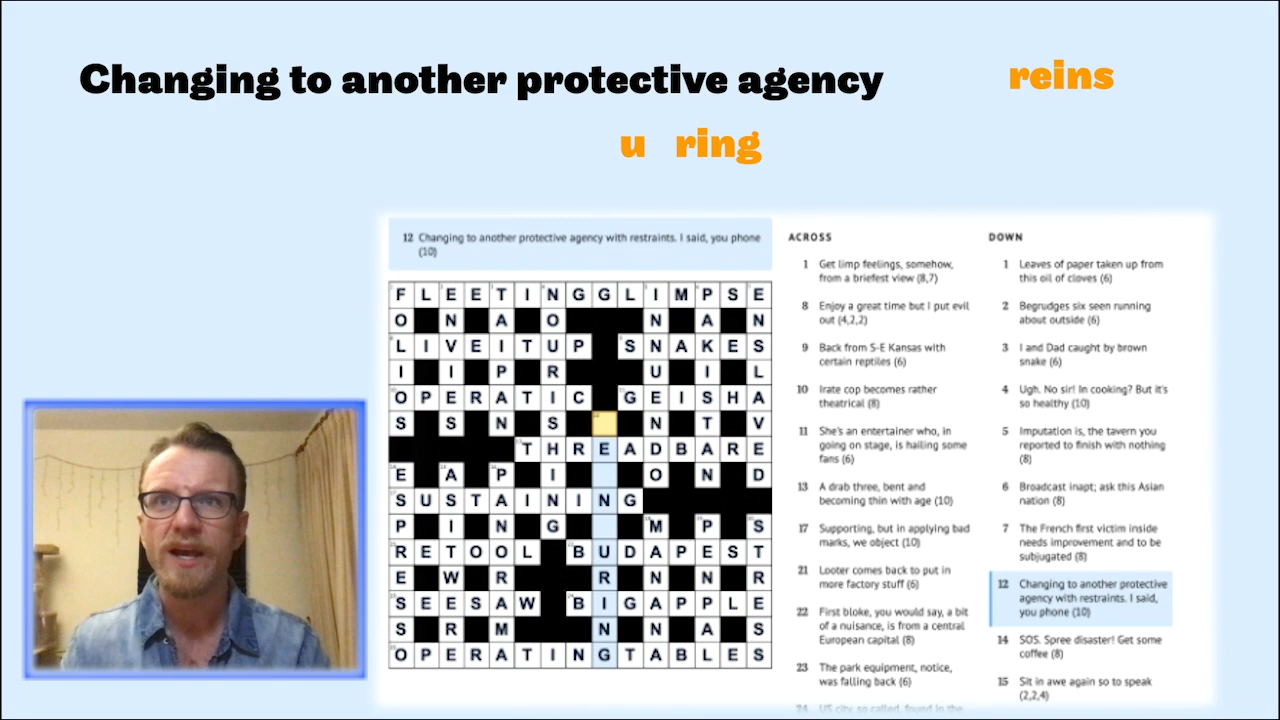 Changing to another protective agency
reins
u ring
12 Changing to another protective agency with restraints. I said, you phone
(10)
F L E E T I N G G L I M P S E
O N A O N A N
L I V E I T U P S N A K E S
I I P R U I L
O P E R A T I C G E I S H A
S S N S N T V
T H R E A D B A R E
E A P I O N D
S U S T A I N I N G
P I N G M P S
R E T O O L B U D A P E S T
E W R R N N R
S E E S A W B I G A P P L E
S R M N N A S
O P E R A T I N G T A B L E S
ACROSS
1 Get limp feelings, somehow,
from a briefest view (8,7)
8 Enjoy a great time but I put evil
out (4,2,2)
9 Back from S-E Kansas with
certain reptiles (6)
10 Irate cop becomes rather
theatrical (8)
11 She's an entertainer who, in
going on stage, is hailing some
fans (6)
13 A drab three, bent and
becoming thin with age (10)
17 Supporting, but in applying bad
marks, we object (10)
21 Looter comes back to put in
more factory stuff (6)
22 First bloke, you would say, a bit
of a nuisance, is from a central
European capital (8)
23 The park equipment, notice,
was falling back (6)
24 US city, so called, found in the
DOWN
1 Leaves of paper taken up from
this oil of cloves (6)
2 Begrudges six seen running
about outside (6)
3 I and Dad caught by brown
snake (6)
4 Ugh. No sir! In cooking? But it's
so healthy (10)
5 Imputation is, the tavern you
reported to finish with nothing
(8)
6 Broadcast inapt; ask this Asian
nation (8)
7 The French first victim inside
needs improvement and to be
subjugated (8)
12 Changing to another protective
agency with restraints. I said,
you phone (10)
14 SOS. Spree disaster! Get some
coffee (8)
15 Sit in awe again so to speak
(2,2,4)